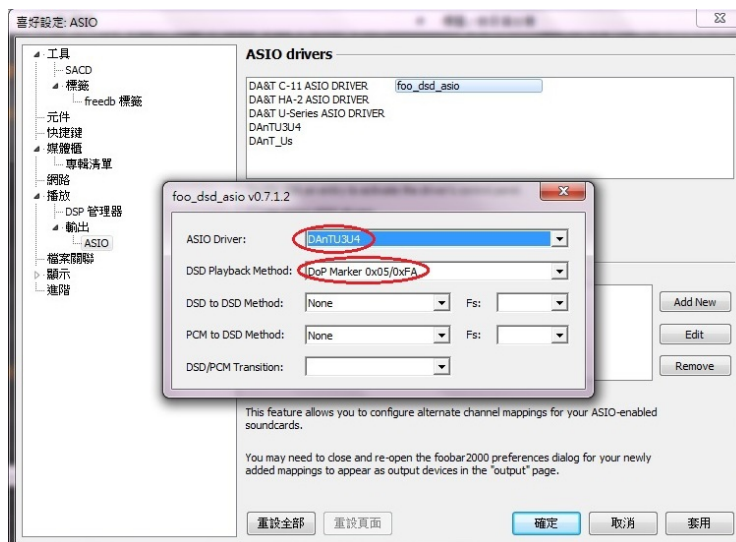 喜好設定: ASIO
工具
SACD
標籤
freedb 標籤
元件
快捷鍵
媒體櫃
專輯清單
網路
播放
DSP 管理器
輸出
ASIO
檔案關聯
顯示
進階
ASIO drivers
DA&T C-11 ASIO DRIVER
DA&T HA-2 ASIO DRIVER
DA&T U-Series ASIO DRIVER
DAnTU3U4
DAnT_Us
foo_dsd_asio
foo_dsd_asio v0.7.1.2
ASIO Driver: DAnTU3U4
DSD Playback Method: DoP Marker 0x05/0xFA
DSD to DSD Method: None Fs:
PCM to DSD Method: None Fs:
DSD/PCM Transition:
Add New
Edit
Remove
This feature allows you to configure alternate channel mappings for your ASIO-enabled
soundcards.
You may need to close and re-open the foobar2000 preferences dialog for your newly
added mappings to appear as output devices in the "output" page.
重設全部 重設頁面 確定 取消 套用